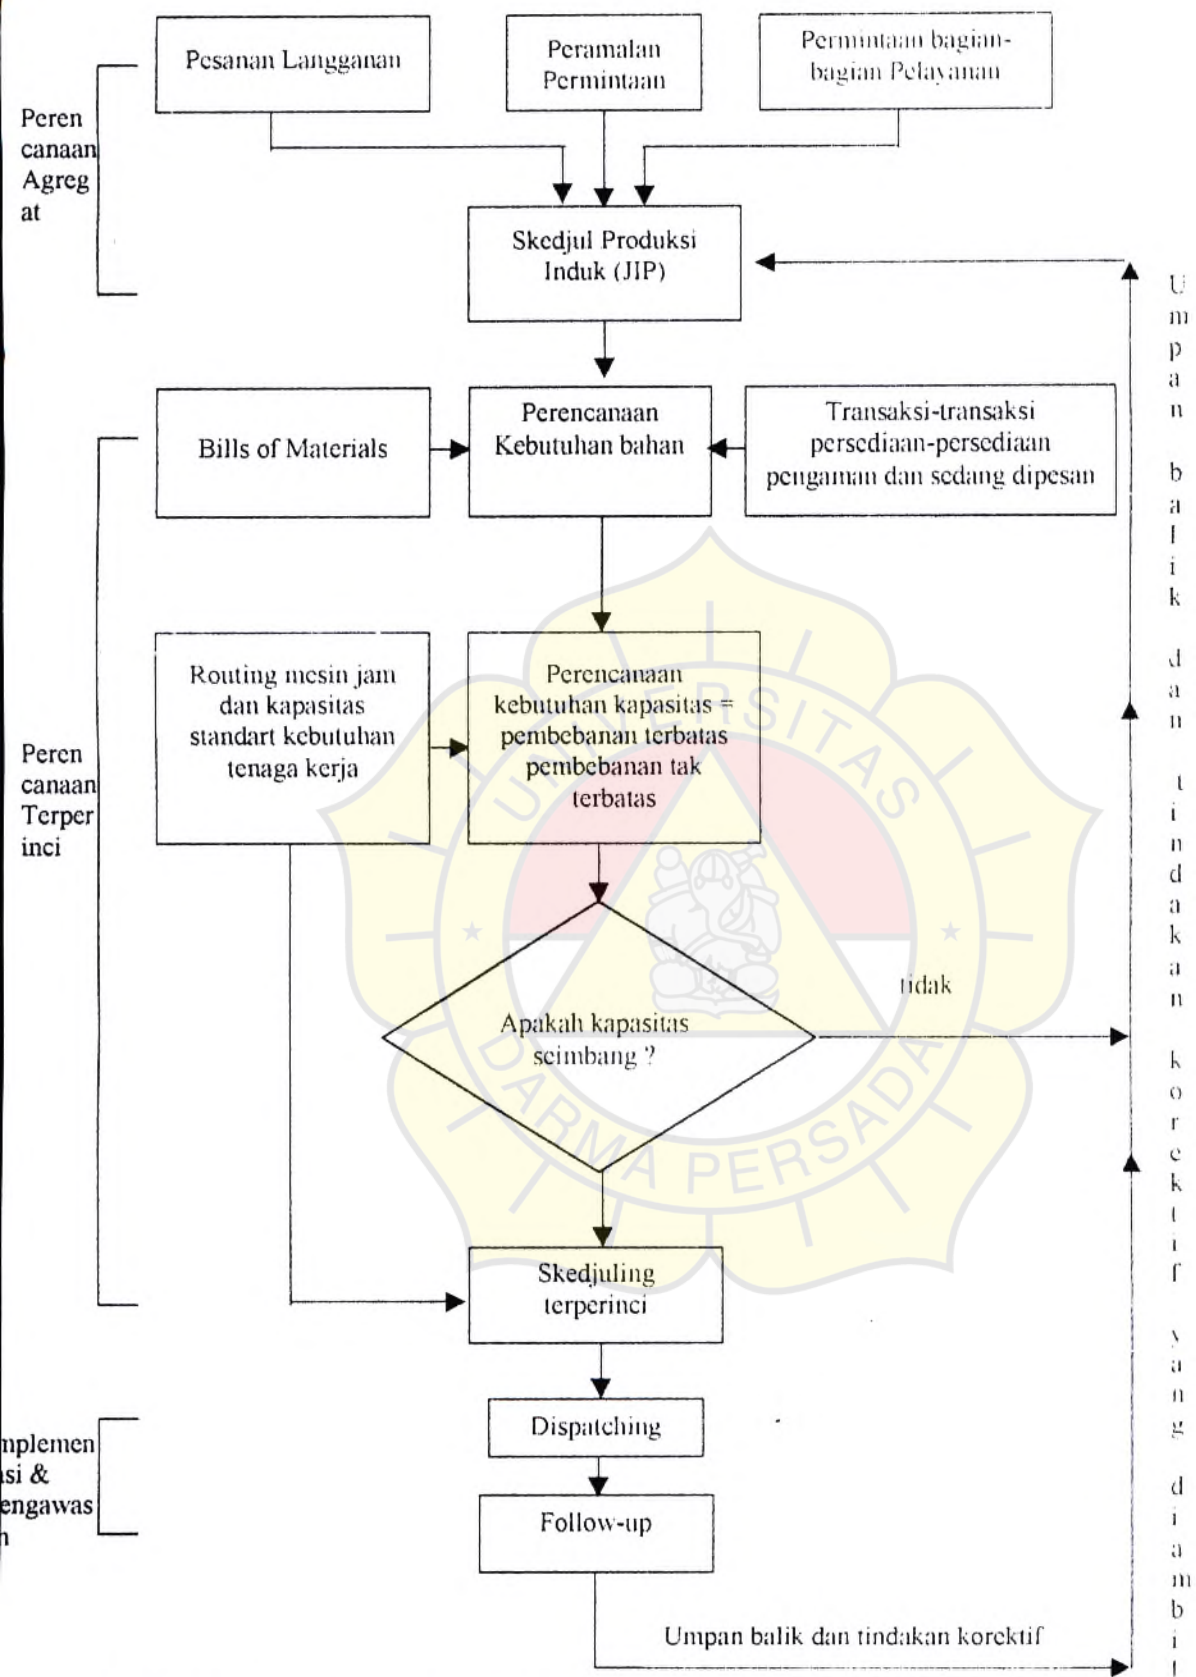 Pesanan Langganan
Peramalan
Permintaan
Permintaan bagian-
bagian Pelayanan
Peren
canaan
Agreg
at
Skedjul Produksi
Induk (JIP)
Bills of Materials
Perencanaan
Kebutuhan bahan
Transaksi-transaksi
persediaan-persediaan
pengaman dan sedang dipesan
Peren
canaan
Terper
inci
Routing mesin jam
dan kapasitas
standart kebutuhan
tenaga kerja
Perencanaan
kebutuhan kapasitas =
pembebanan terbatas
pembebanan tak
terbatas
Apakah kapasitas
seimbang ?
tidak
Skedjuling
terperinci
mplemen
asi &
engawas
n
Dispatching
Follow-up
Umpan balik dan tindakan korektif
Umpan balik dan tindakan korektif yang diambil
UNIVERSITAS
DARMA PERSADA